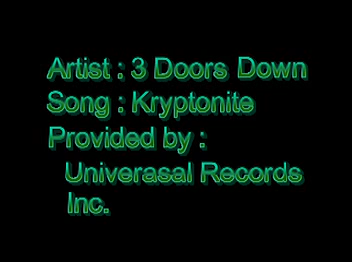 Artist : 3 Doors Down
Song : Kryptonite
Provided by :
Univerasal Records
Inc.